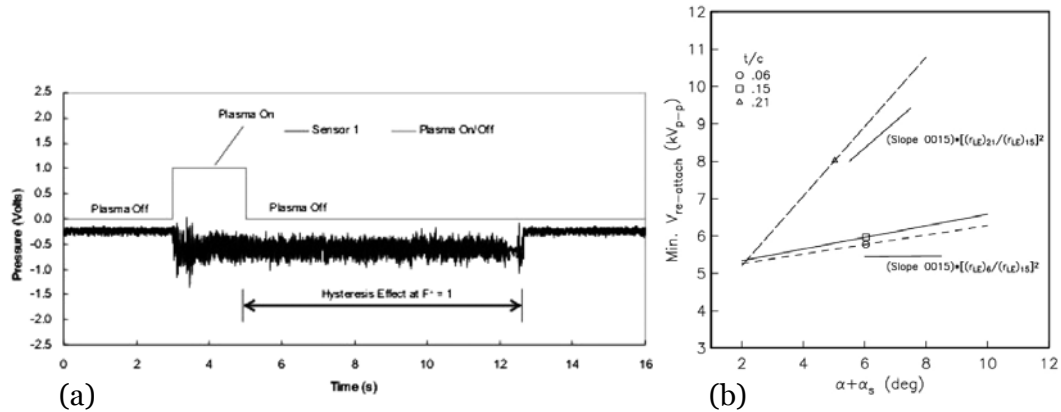 2.5
2.0
1.5
1.0
0.5
0.0
-0.5
-1.0
-1.5
-2.0
-2.5
Pressure (Volts)
Plasma On
Sensor 1
Plasma On/Off
Plasma Off
Plasma Off
Hysteresis Effect at F⁺ = 1
0 2 4 6 8 10 12 14 16
Time (s)
(a)
12
11
10
9
8
7
6
5
4
3
Min. V_re-attach (kV_p-p)
t/c
.06
.15
.21
(Slope 0015)*[(r_LE)_21/(r_LE)_15]²
(Slope 0015)*[(r_LE)_6/(r_LE)_15]²
0 2 4 6 8 10 12
α+α_s (deg)
(b)